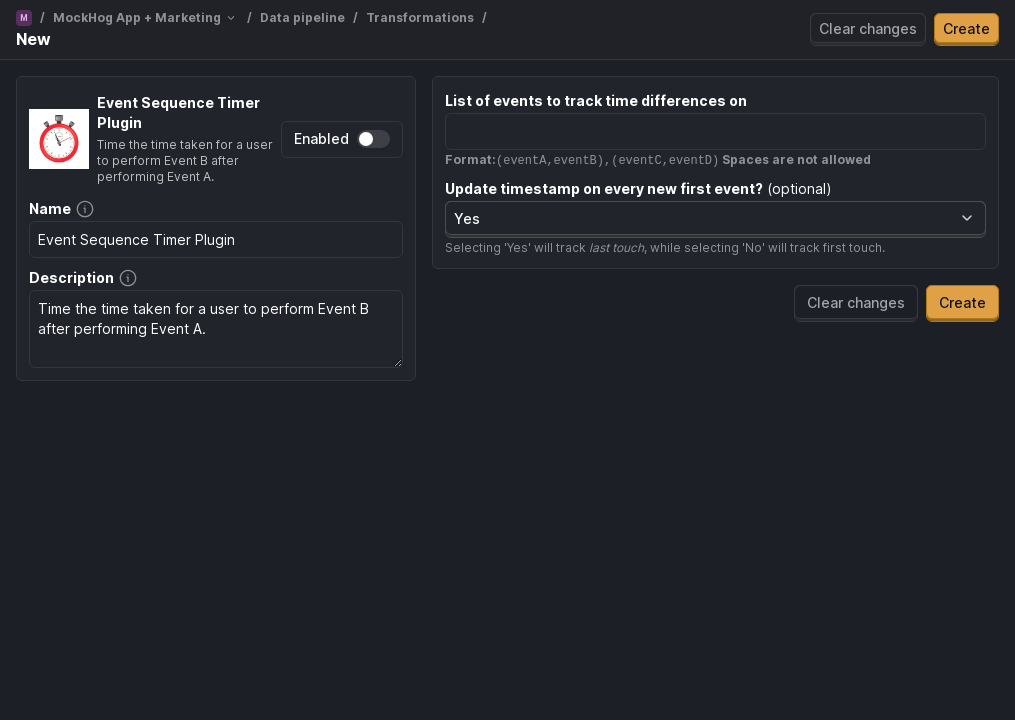 M / MockHog App + Marketing / Data pipeline / Transformations /
New
Clear changes Create
Event Sequence Timer
Plugin
Time the time taken for a user
to perform Event B after
performing Event A.
Enabled
Name
Event Sequence Timer Plugin
Description
Time the time taken for a user to perform Event B
after performing Event A.
List of events to track time differences on
Format:(eventA,eventB),(eventC,eventD) Spaces are not allowed
Update timestamp on every new first event? (optional)
Yes
Selecting 'Yes' will track last touch, while selecting 'No' will track first touch.
Clear changes Create